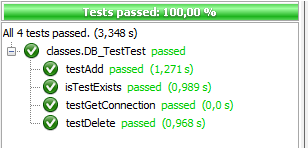 Tests passed: 100,00 %
All 4 tests passed. (3,348 s)
classes.DB_TestTest passed
testAdd passed (1,271 s)
isTestExists passed (0,989 s)
testGetConnection passed (0,0 s)
testDelete passed (0,968 s)